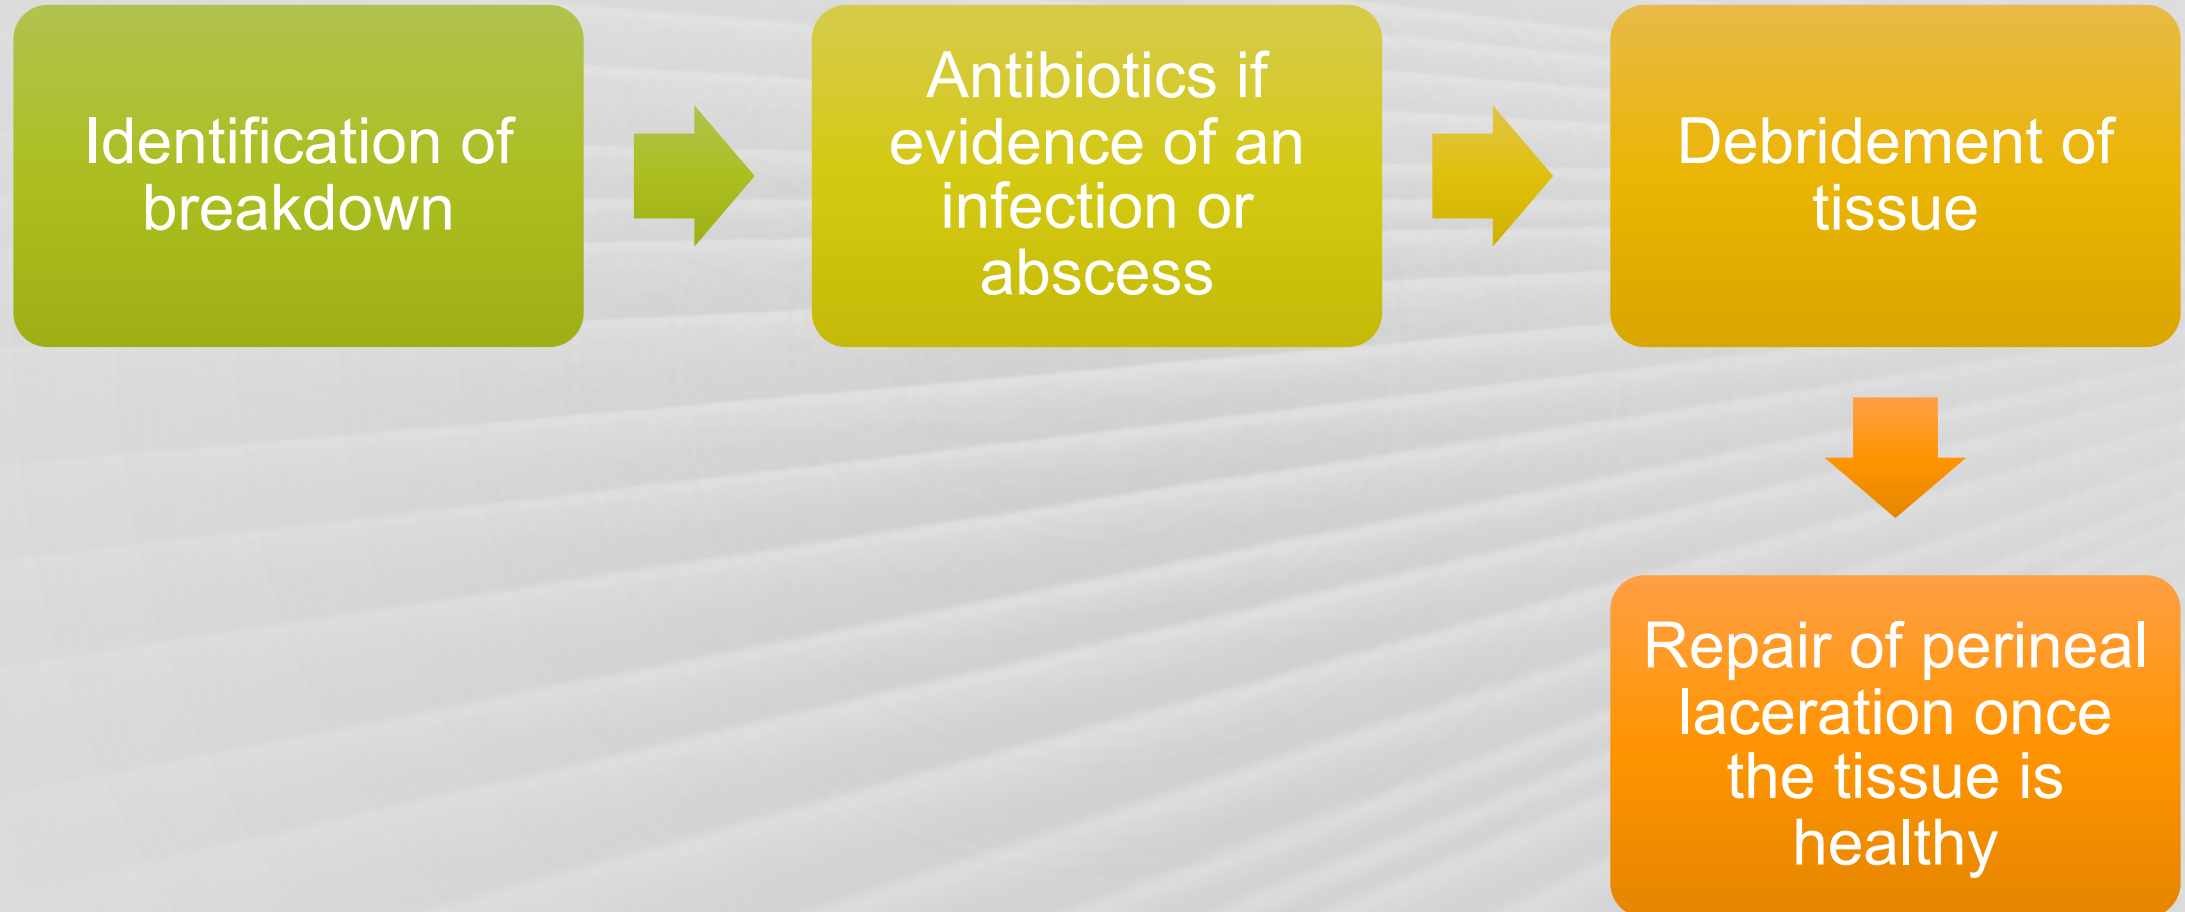 Identification of
breakdown
Antibiotics if
evidence of an
infection or
abscess
Debridement of
tissue
Repair of perineal
laceration once
the tissue is
healthy